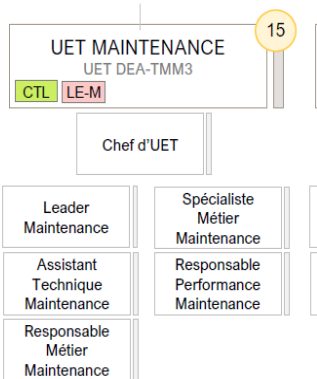 15
UET MAINTENANCE
UET DEA-TMM3
CTL LE-M
Chef d'UET
Leader
Maintenance
Spécialiste
Métier
Maintenance
Assistant
Technique
Maintenance
Responsable
Performance
Maintenance
Responsable
Métier
Maintenance